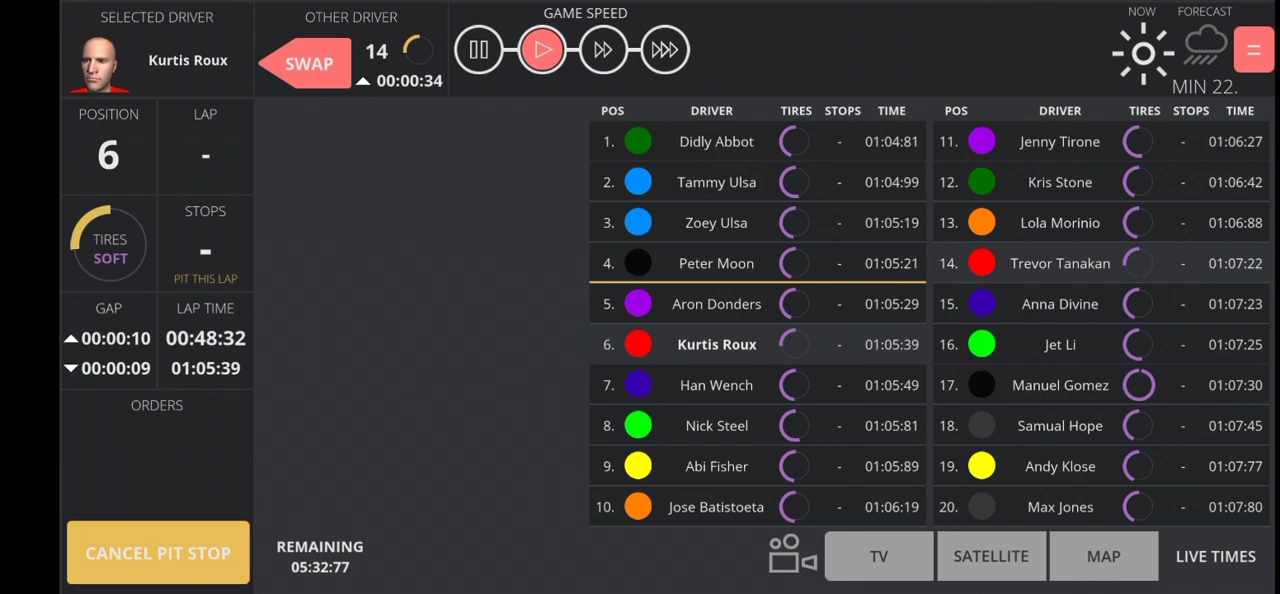 SELECTED DRIVER
Kurtis Roux
OTHER DRIVER
SWAP
14
00:00:34
GAME SPEED
NOW
FORECAST
MIN 22.
POSITION
6
LAP
-
TIRES
SOFT
STOPS
-
PIT THIS LAP
GAP
00:00:10
00:00:09
LAP TIME
00:48:32
01:05:39
ORDERS
CANCEL PIT STOP
REMAINING
05:32:77
POS DRIVER TIRES STOPS TIME
1. Didly Abbot - 01:04:81
2. Tammy Ulsa - 01:04:99
3. Zoey Ulsa - 01:05:19
4. Peter Moon - 01:05:21
5. Aron Donders - 01:05:29
6. Kurtis Roux - 01:05:39
7. Han Wench - 01:05:49
8. Nick Steel - 01:05:81
9. Abi Fisher - 01:05:89
10. Jose Batistoeta - 01:06:19
POS DRIVER TIRES STOPS TIME
11. Jenny Tirone - 01:06:27
12. Kris Stone - 01:06:42
13. Lola Morinio - 01:06:88
14. Trevor Tanakan - 01:07:22
15. Anna Divine - 01:07:23
16. Jet Li - 01:07:25
17. Manuel Gomez - 01:07:30
18. Samual Hope - 01:07:45
19. Andy Klose - 01:07:77
20. Max Jones - 01:07:80
TV
SATELLITE
MAP
LIVE TIMES